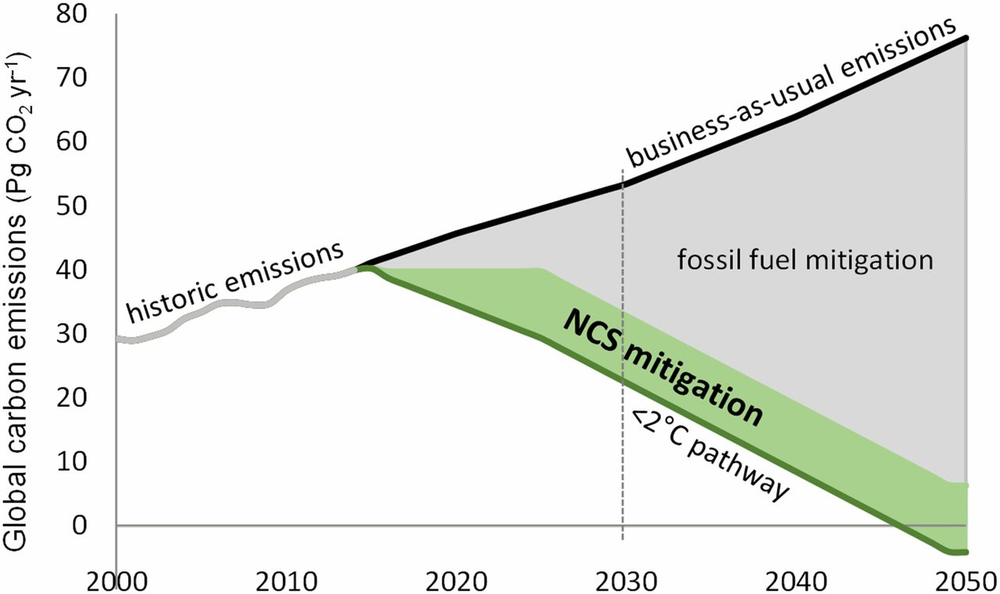 Global carbon emissions (Pg CO₂ yr⁻¹)
80
70
60
50
40
30
20
10
0
historic emissions
business-as-usual emissions
fossil fuel mitigation
NCS mitigation
<2°C pathway
2000
2010
2020
2030
2040
2050